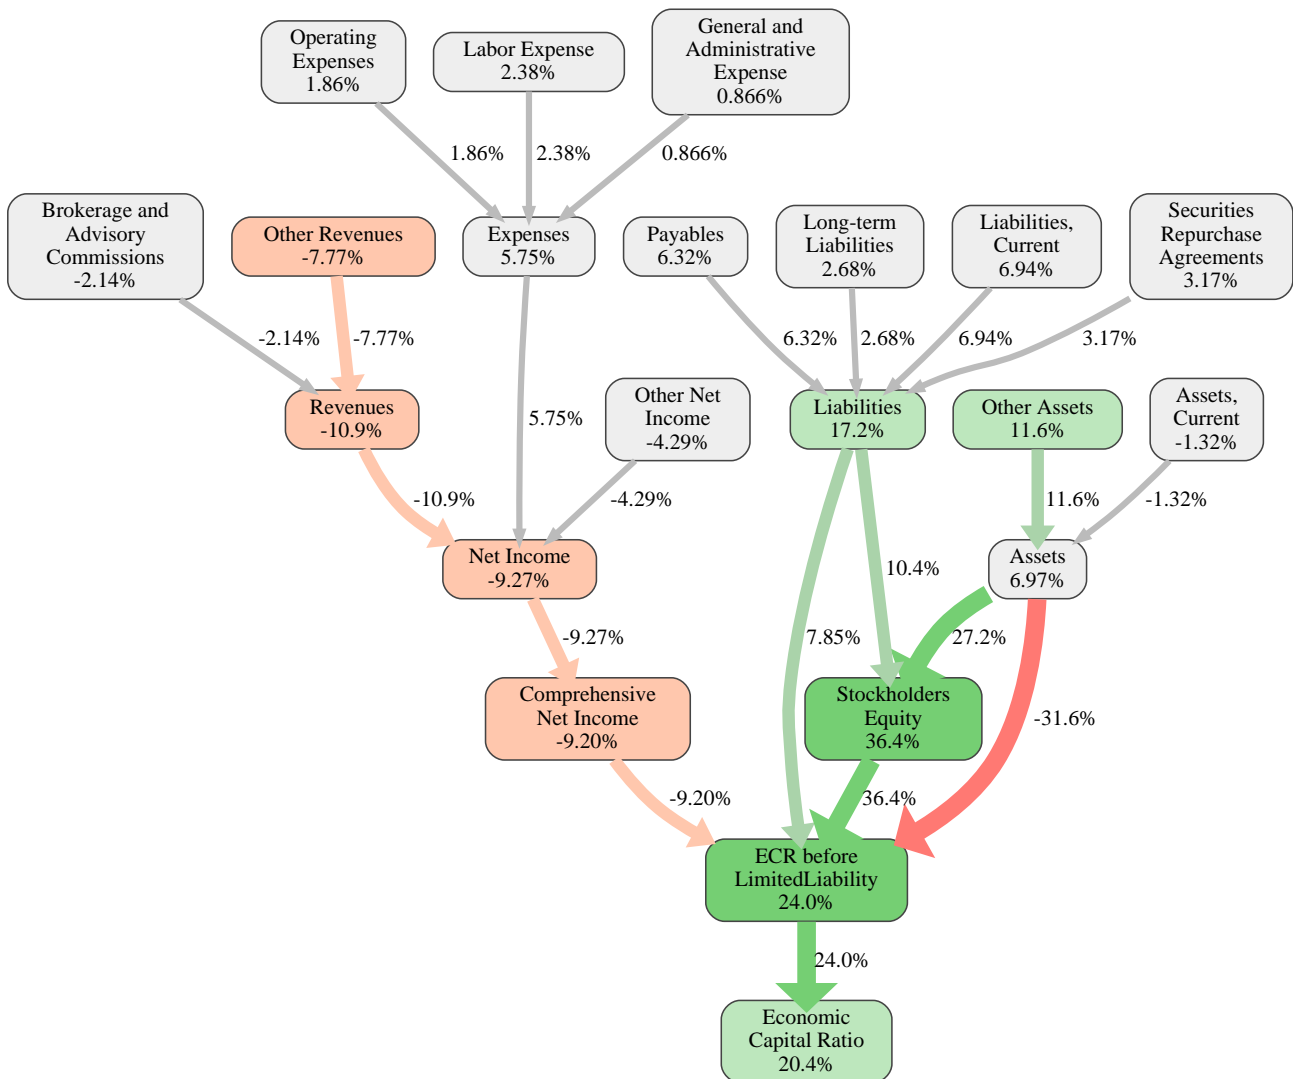 Operating
Expenses
1.86%
Labor Expense
2.38%
General and
Administrative
Expense
0.866%
1.86%
2.38%
0.866%
Brokerage and
Advisory
Commissions
-2.14%
Other Revenues
-7.77%
Expenses
5.75%
Payables
6.32%
Long-term
Liabilities
2.68%
Liabilities,
Current
6.94%
Securities
Repurchase
Agreements
3.17%
-2.14%
-7.77%
6.32%
2.68%
6.94%
3.17%
Revenues
-10.9%
5.75%
Other Net
Income
-4.29%
Liabilities
17.2%
Other Assets
11.6%
Assets,
Current
-1.32%
-10.9%
-4.29%
11.6%
-1.32%
Net Income
-9.27%
10.4%
Assets
6.97%
-9.27%
7.85%
27.2%
Comprehensive
Net Income
-9.20%
Stockholders
Equity
36.4%
-31.6%
-9.20%
36.4%
ECR before
LimitedLiability
24.0%
24.0%
Economic
Capital Ratio
20.4%